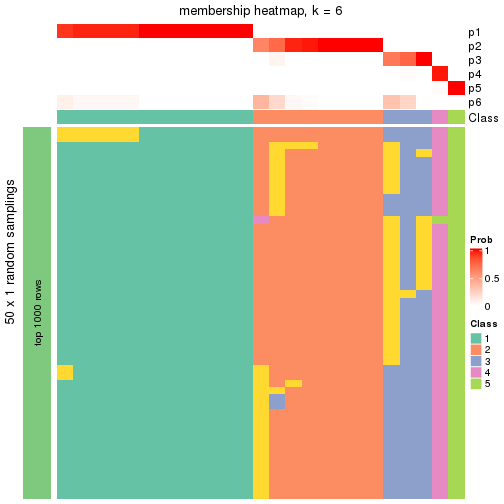 membership heatmap, k = 6
p1
p2
p3
p4
p5
p6
Class
50 x 1 random samplings
top 1000 rows
Prob
1
0.5
0
Class
1
2
3
4
5